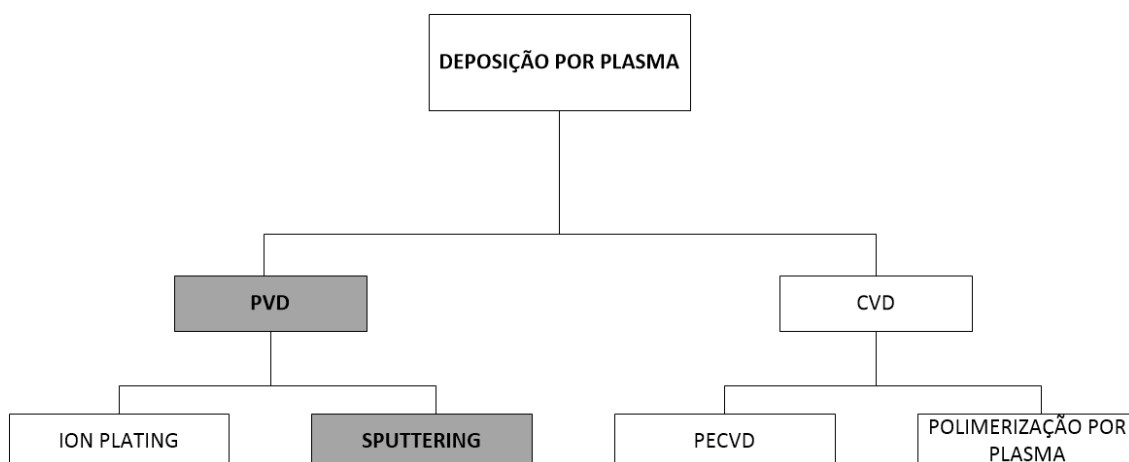 DEPOSIÇÃO POR PLASMA
PVD
CVD
ION PLATING
SPUTTERING
PECVD
POLIMERIZAÇÃO POR
PLASMA